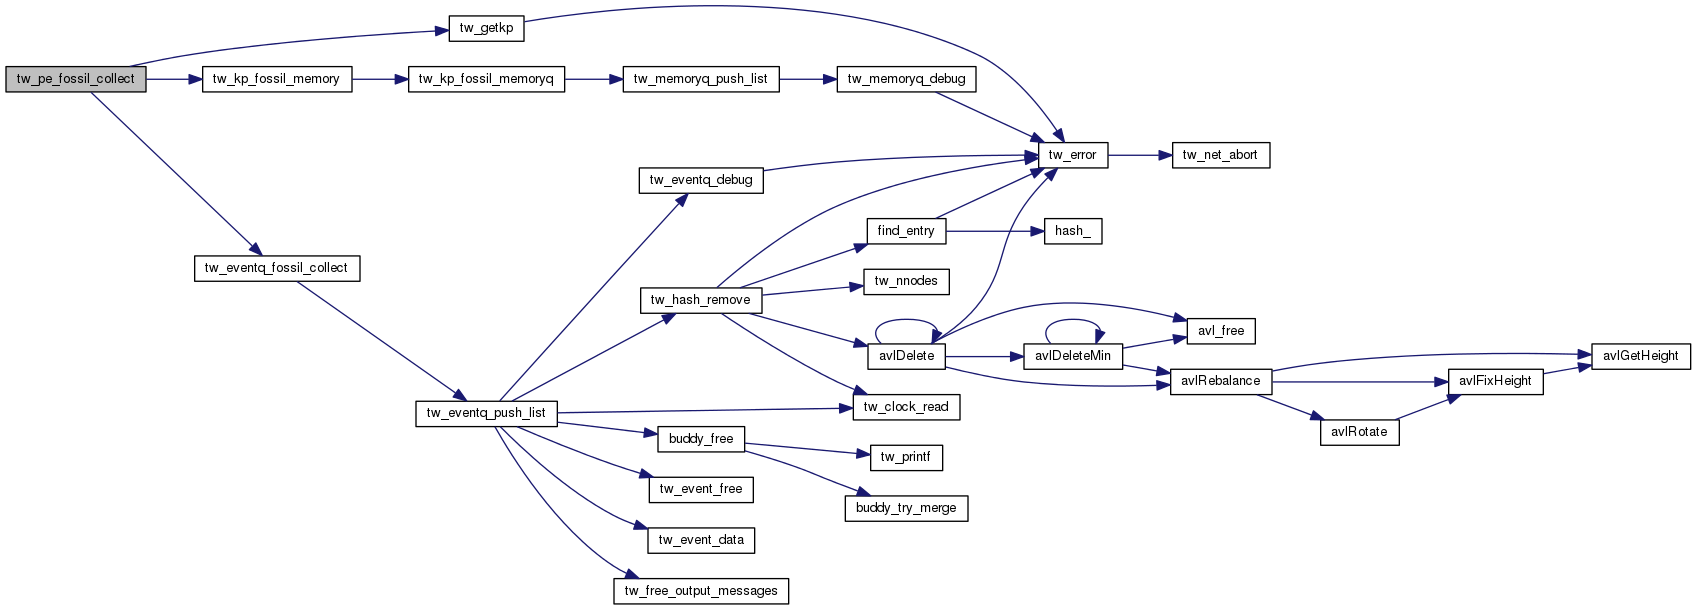 tw_getkp
tw_pe_fossil_collect
tw_kp_fossil_memory
tw_kp_fossil_memoryq
tw_memoryq_push_list
tw_memoryq_debug
tw_error
tw_net_abort
tw_eventq_debug
find_entry
hash_
tw_eventq_fossil_collect
tw_nnodes
tw_hash_remove
avl_free
avlDelete
avlDeleteMin
avlGetHeight
avlRebalance
avlFixHeight
tw_clock_read
tw_eventq_push_list
avlRotate
buddy_free
tw_printf
tw_event_free
buddy_try_merge
tw_event_data
tw_free_output_messages